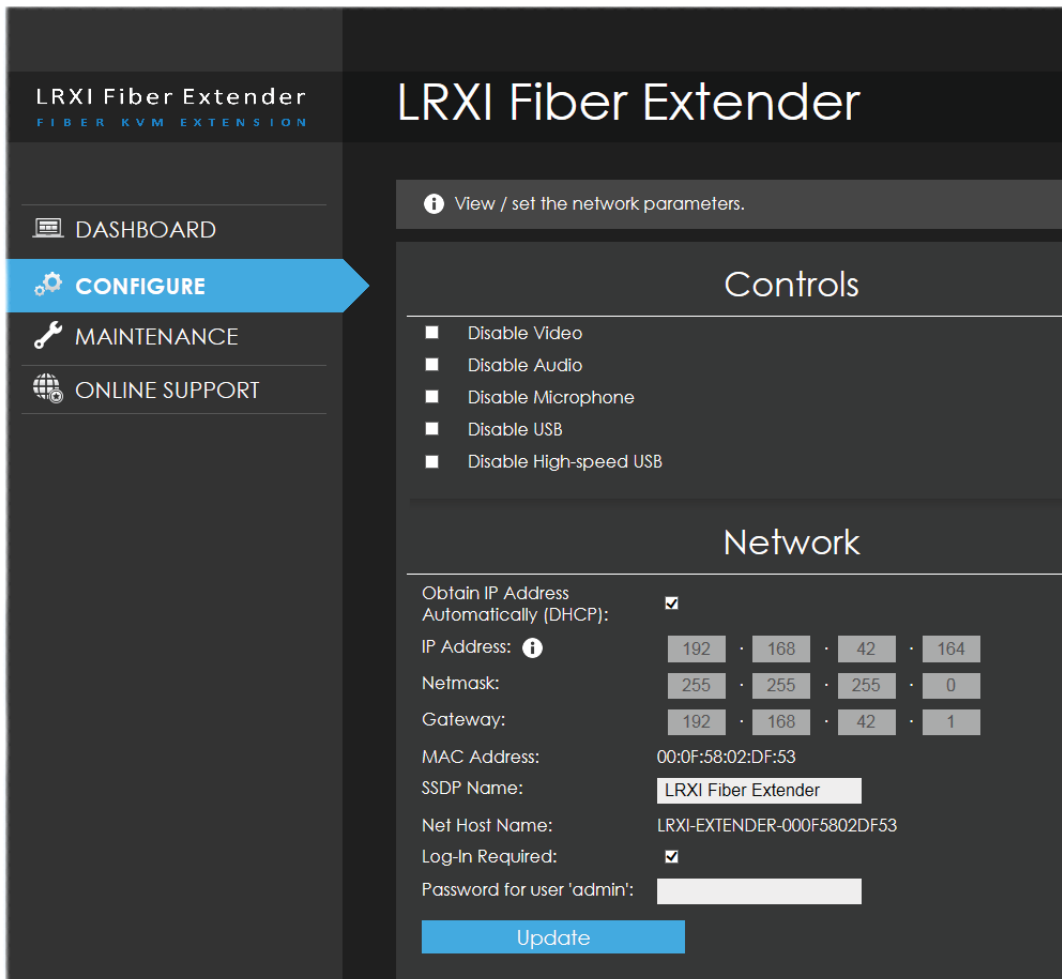 LRXI Fiber Extender
FIBER KVM EXTENSION
DASHBOARD
CONFIGURE
MAINTENANCE
ONLINE SUPPORT
LRXI Fiber Extender
View / set the network parameters.
Controls
Disable Video
Disable Audio
Disable Microphone
Disable USB
Disable High-speed USB
Network
Obtain IP Address
Automatically (DHCP):
IP Address: 192 . 168 . 42 . 164
Netmask: 255 . 255 . 255 . 0
Gateway: 192 . 168 . 42 . 1
MAC Address: 00:0F:58:02:DF:53
SSDP Name: LRXI Fiber Extender
Net Host Name: LRXI-EXTENDER-000F5802DF53
Log-In Required:
Password for user 'admin':
Update